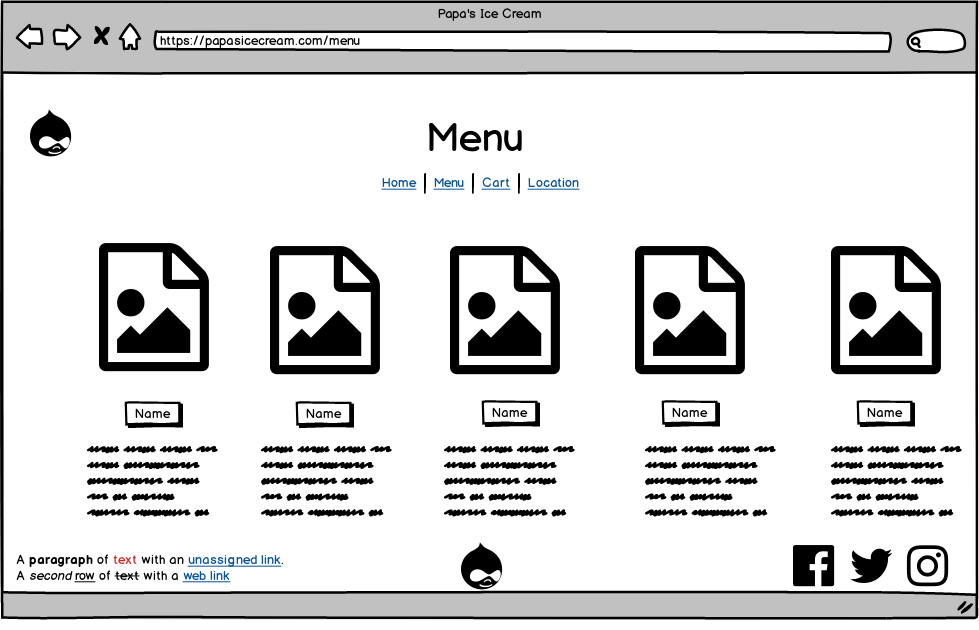 Papa's Ice Cream
https://papasicecream.com/menu
Menu
Home | Menu | Cart | Location
Name Name Name Name Name
A paragraph of text with an unassigned link.
A second row of text with a web link